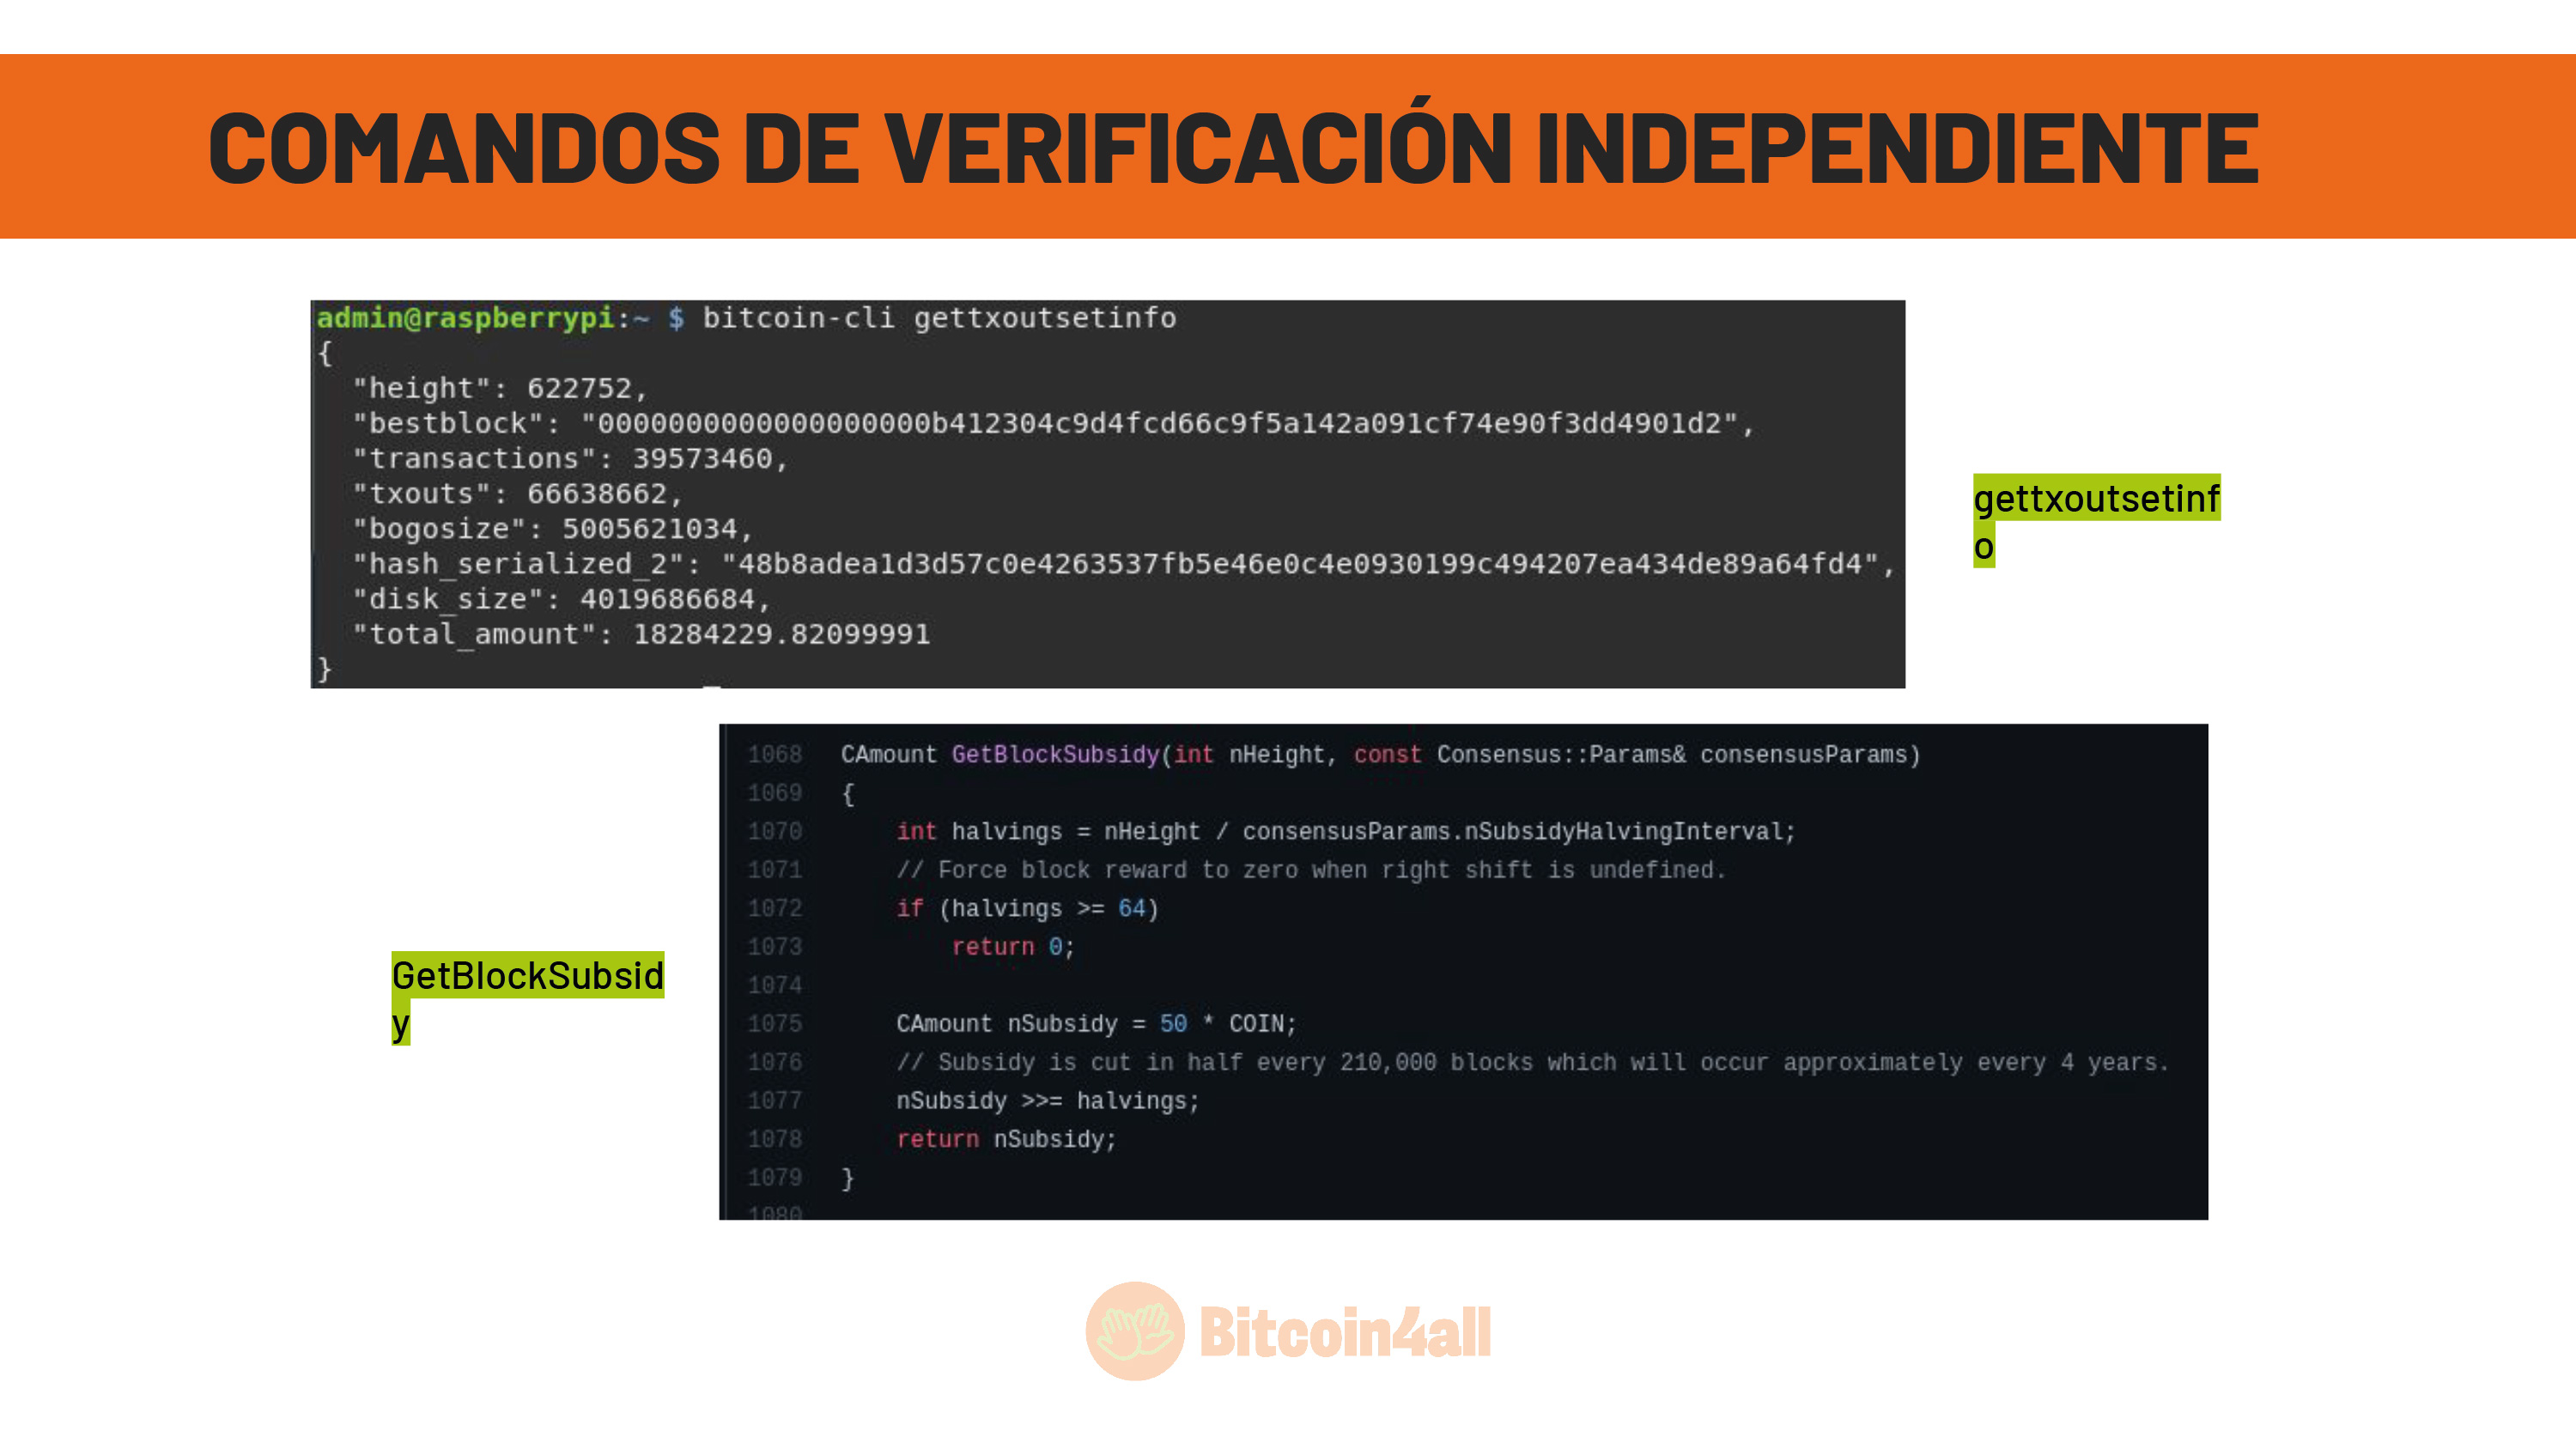 COMANDOS DE VERIFICACIÓN INDEPENDIENTE
admin@raspberrypi:~ $ bitcoin-cli gettxoutsetinfo
{
  "height": 622752,
  "bestblock": "0000000000000000000b412304c9d4fcd66c9f5a142a091cf74e90f3dd4901d2",
  "transactions": 39573460,
  "txouts": 66638662,
  "bogosize": 5005621034,
  "hash_serialized_2": "48b8adea1d3d57c0e4263537fb5e46e0c4e0930199c494207ea434de89a64fd4",
  "disk_size": 4019686684,
  "total_amount": 18284229.82099991
}
gettxoutsetinf
o
GetBlockSubsid
y
1068 CAmount GetBlockSubsidy(int nHeight, const Consensus::Params& consensusParams)
1069 {
1070     int halvings = nHeight / consensusParams.nSubsidyHalvingInterval;
1071     // Force block reward to zero when right shift is undefined.
1072     if (halvings >= 64)
1073         return 0;
1074
1075     CAmount nSubsidy = 50 * COIN;
1076     // Subsidy is cut in half every 210,000 blocks which will occur approximately every 4 years.
1077     nSubsidy >>= halvings;
1078     return nSubsidy;
1079 }
1080
Bitcoin4all